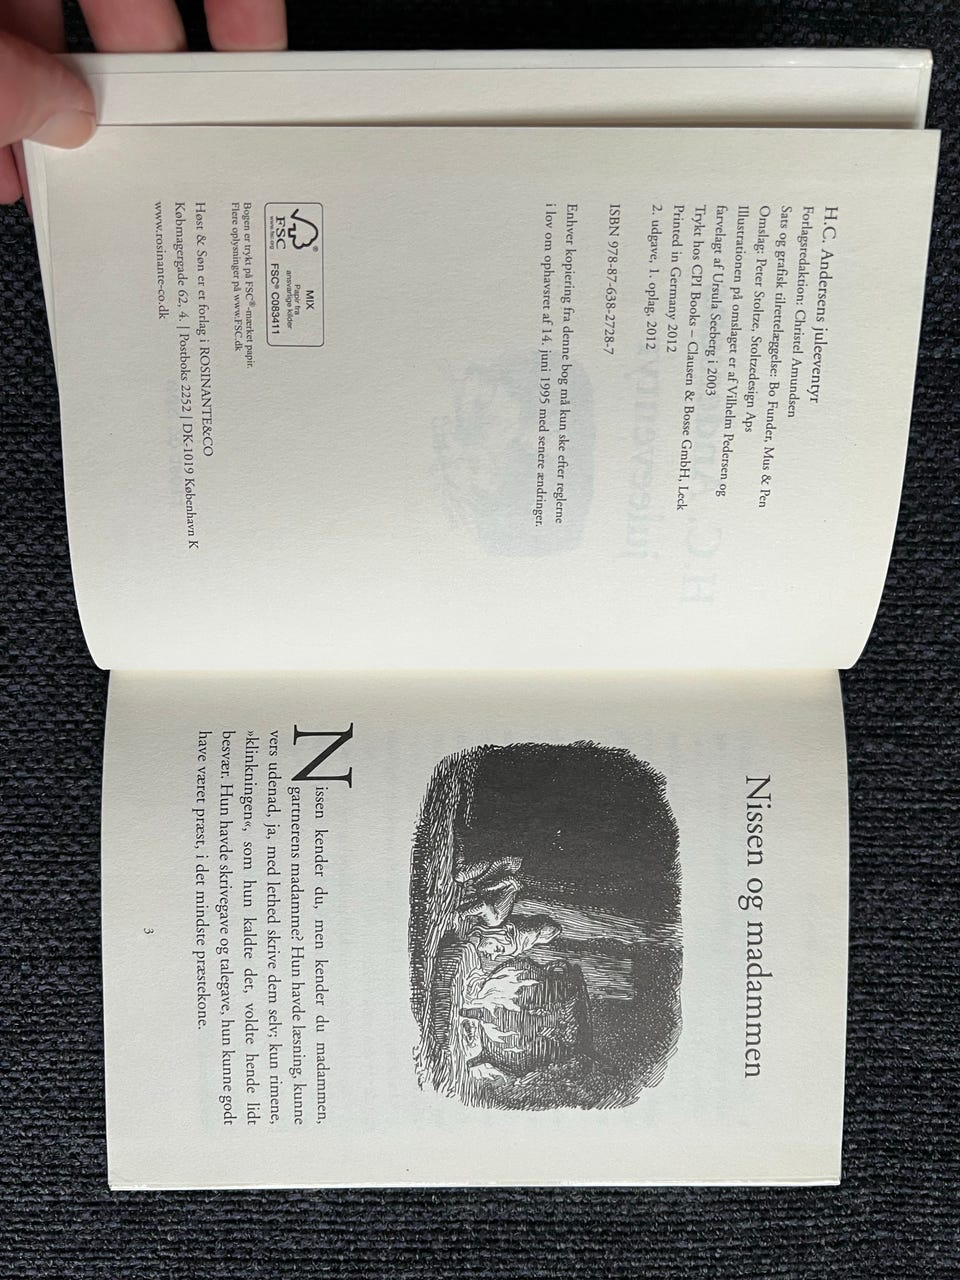 H.C. Andersens juleeventyr
Forlagsredaktion: Christel Amundsen
Sats og grafisk tilrettelæggelse: Bo Funder, Mus & Pen
Omslag: Peter Stoltze, Stoltzedesign Aps
Illustrationen på omslaget er af Vilhelm Pedersen og
farvelagt af Ursula Seeberg i 2003
Trykt hos CPI Books – Clausen & Bosse GmbH, Leck
Printed in Germany 2012
2. udgave, 1. oplag, 2012
ISBN 978-87-638-2728-7
Enhver kopiering fra denne bog må kun ske efter reglerne
i lov om ophavsret af 14. juni 1995 med senere ændringer.
FSC
www.fsc.org
MIX
Papir fra
ansvarlige kilder
FSC® C083411
Bogen er trykt på FSC®-mærket papir.
Flere oplysninger på www.FSC.dk
Høst & Søn er et forlag i ROSINANTE&CO
Købmagergade 62, 4. | Postboks 2252 | DK-1019 København K
www.rosinante-co.dk
Nissen og madammen
Nissen kender du, men kender du madammen,
gartnerens madamme? Hun havde læsning, kunne
vers udenad, ja, med lethed skrive dem selv; kun rimene,
»klinkningen«, som hun kaldte det, voldte hende lidt
besvær. Hun havde skrivegave og talegave, hun kunne godt
have været præst, i det mindste præstekone.
3